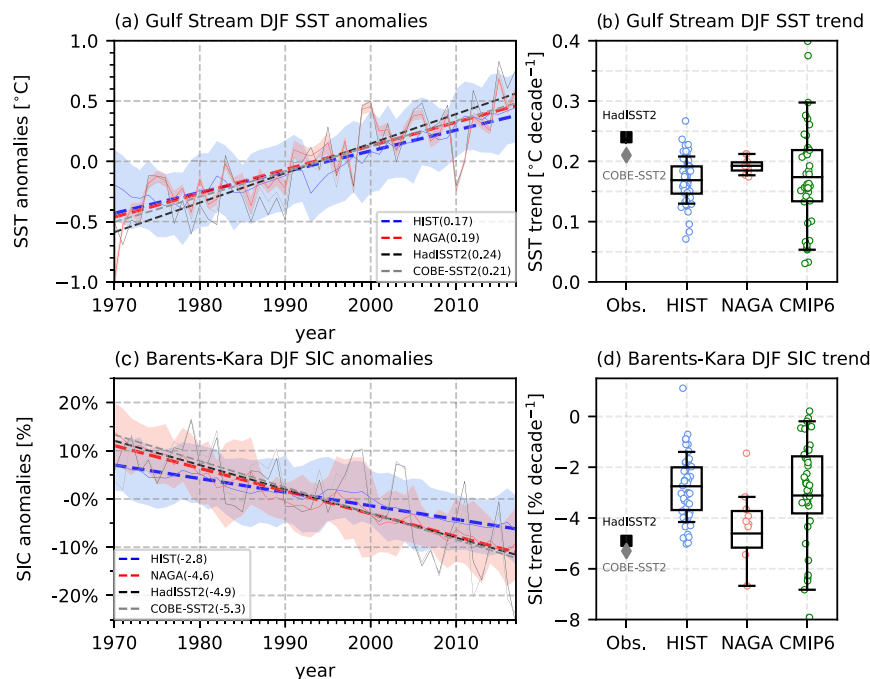 (a) Gulf Stream DJF SST anomalies
SST anomalies [°C]
1.0
0.5
0.0
−0.5
−1.0
HIST(0.17)
NAGA(0.19)
HadISST2(0.24)
COBE-SST2(0.21)
1970 1980 1990 2000 2010
year
(b) Gulf Stream DJF SST trend
SST trend [°C decade⁻¹]
0.4
0.3
0.2
0.1
0.0
HadISST2
COBE-SST2
Obs. HIST NAGA CMIP6
(c) Barents-Kara DJF SIC anomalies
SIC anomalies [%]
20%
10%
-0%
-10%
-20%
HIST(-2.8)
NAGA(-4.6)
HadISST2(-4.9)
COBE-SST2(-5.3)
1970 1980 1990 2000 2010
year
(d) Barents-Kara DJF SIC trend
SIC trend [% decade⁻¹]
0
−2
−4
−6
−8
HadISST2
COBE-SST2
Obs. HIST NAGA CMIP6